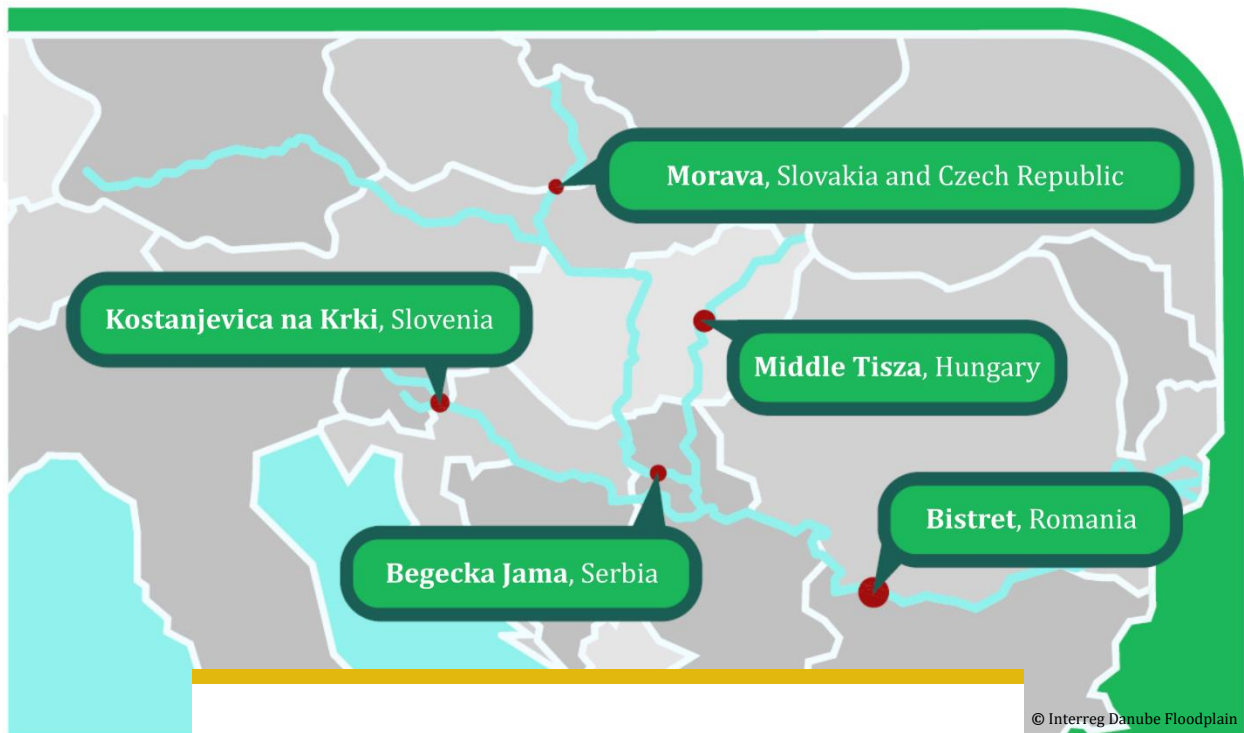 Morava, Slovakia and Czech Republic
Kostanjevica na Krki, Slovenia
Middle Tisza, Hungary
Bistret, Romania
Begecka Jama, Serbia
© Interreg Danube Floodplain